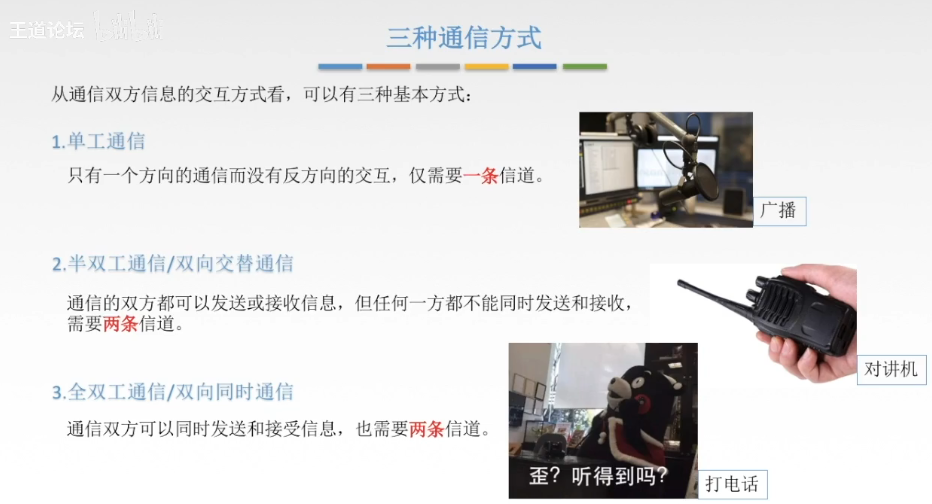 王道论坛
三种通信方式
从通信双方信息的交互方式看，可以有三种基本方式：
1.单工通信
只有一个方向的通信而没有反方向的交互，仅需要一条信道。
广播
2.半双工通信/双向交替通信
通信的双方都可以发送或接收信息，但任何一方都不能同时发送和接收，
需要两条信道。
对讲机
3.全双工通信/双向同时通信
通信双方可以同时发送和接受信息，也需要两条信道。
歪？听得到吗？
打电话